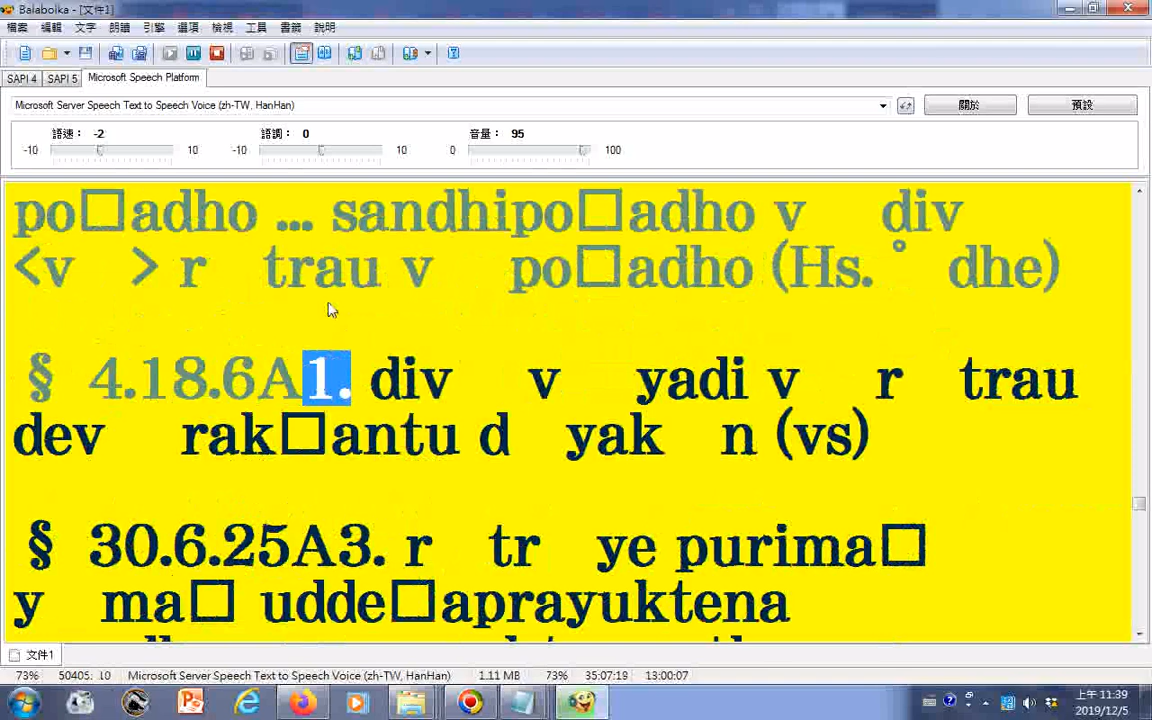 Balabolka - [文件1]
檔案 編輯 文字 朗讀 引擎 選項 檢視 工具 書籤 說明
SAPI 4 SAPI 5 Microsoft Speech Platform
Microsoft Server Speech Text to Speech Voice (zh-TW, HanHan) 關於 預設
語速： -2 語調： 0 音量： 95
-10 10 -10 10 0 100
po□adho ... sandhipo□adho v div
<v > r trau v po□adho (Hs. ° dhe)
§ 4.18.6A1. div v yadi v r trau
dev rak□antu d yak n (vs)
§ 30.6.25A3. r tr ye purima□
y ma□ udde□aprayuktena
文件1
73% 50405: 10 Microsoft Server Speech Text to Speech Voice (zh-TW, HanHan) 1.11 MB 73% 35:07:19 13:00:07
上午 11:39
2019/12/5